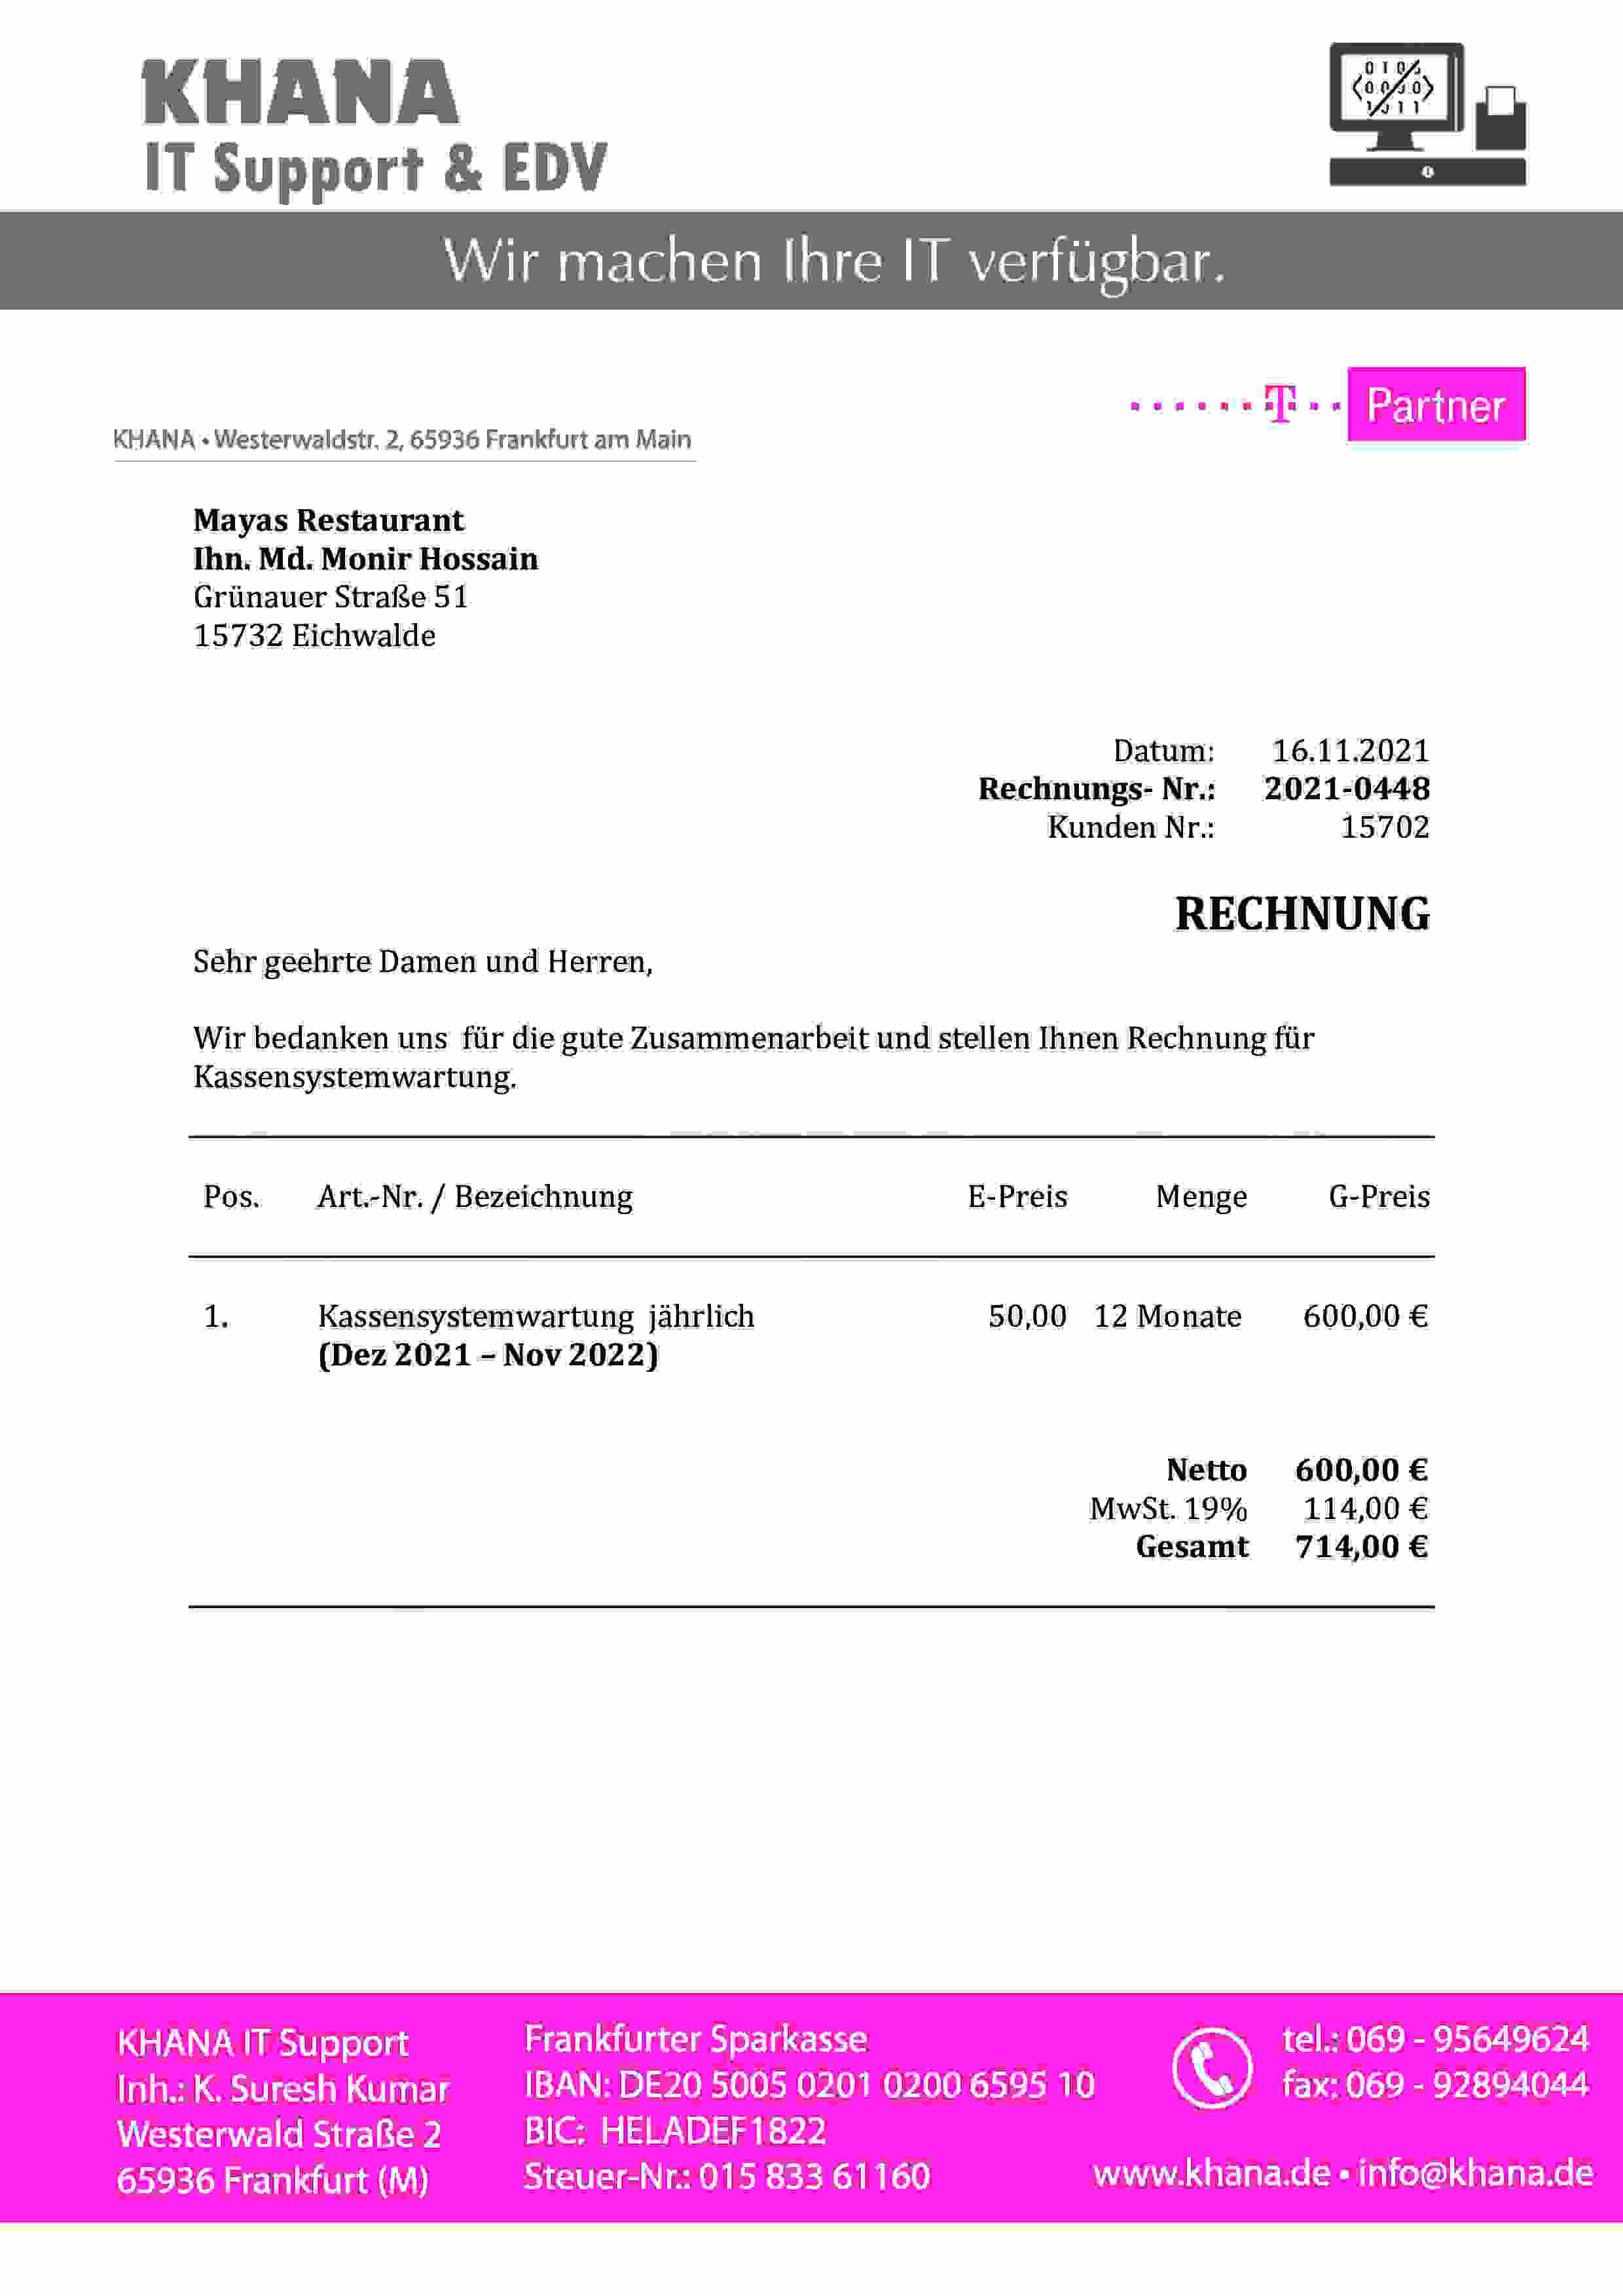 KHANA
IT Support & EDV
Wir machen Ihre IT verfügbar.
T Partner
KHANA • Westerwaldstr. 2, 65936 Frankfurt am Main
Mayas Restaurant
Ihn. Md. Monir Hossain
Grünauer Straße 51
15732 Eichwalde
Datum: 16.11.2021
Rechnungs- Nr.: 2021-0448
Kunden Nr.: 15702
RECHNUNG
Sehr geehrte Damen und Herren,
Wir bedanken uns für die gute Zusammenarbeit und stellen Ihnen Rechnung für
Kassensystemwartung.
Pos. Art.-Nr. / Bezeichnung E-Preis Menge G-Preis
1. Kassensystemwartung jährlich 50,00 12 Monate 600,00 €
(Dez 2021 – Nov 2022)
Netto 600,00 €
MwSt. 19% 114,00 €
Gesamt 714,00 €
KHANA IT Support
Inh.: K. Suresh Kumar
Westerwald Straße 2
65936 Frankfurt (M)
Frankfurter Sparkasse
IBAN: DE20 5005 0201 0200 6595 10
BIC: HELADEF1822
Steuer-Nr.: 015 833 61160
tel.: 069 - 95649624
fax: 069 - 92894044
www.khana.de • info@khana.de